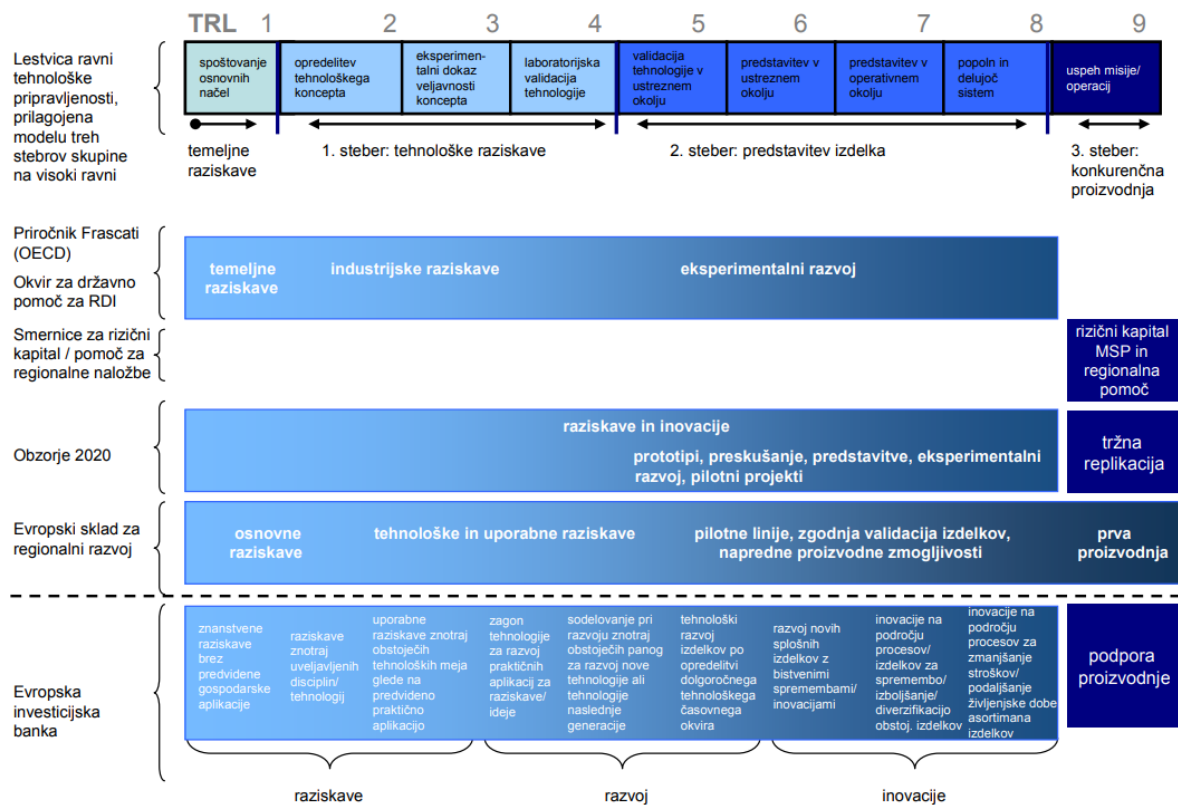 TRL 1 2 3 4 5 6 7 8 9
Lestvica ravni
tehnološke
pripravljenosti,
prilagojena
modelu treh
stebrov skupine
na visoki ravni
spoštovanje
osnovnih
načel
opredelitev
tehnološkega
koncepta
eksperimen-
talni dokaz
veljavnosti
koncepta
laboratorijska
validacija
tehnologije
validacija
tehnologije v
ustreznem
okolju
predstavitev v
ustreznem
okolju
predstavitev v
operativnem
okolju
popoln in
delujoč
sistem
uspeh misije/
operacij
temeljne
raziskave
1. steber: tehnološke raziskave
2. steber: predstavitev izdelka
3. steber:
konkurenčna
proizvodnja
Priročnik Frascati
(OECD)
Okvir za državno
pomoč za RDI
temeljne
raziskave
industrijske raziskave
eksperimentalni razvoj
Smernice za rizični
kapital / pomoč za
regionalne naložbe
rizični kapital
MSP in
regionalna
pomoč
Obzorje 2020
raziskave in inovacije
prototipi, preskušanje, predstavitve, eksperimentalni
razvoj, pilotni projekti
tržna
replikacija
Evropski sklad za
regionalni razvoj
osnovne
raziskave
tehnološke in uporabne raziskave
pilotne linije, zgodnja validacija izdelkov,
napredne proizvodne zmogljivosti
prva
proizvodnja
Evropska
investicijska
banka
znanstvene
raziskave
brez
predvidene
gospodarske
aplikacije
raziskave
znotraj
uveljavljenih
disciplin/
tehnologij
uporabne
raziskave znotraj
obstoječih
tehnoloških meja
glede na
predvideno
praktično
aplikacijo
zagon
tehnologije
za razvoj
praktičnih
aplikacij za
raziskave/
ideje
sodelovanje pri
razvoju znotraj
obstoječih panog
za razvoj nove
tehnologije ali
tehnologije
naslednje
generacije
tehnološki
razvoj
izdelkov po
opredelitvi
dolgoročnega
tehnološkega
časovnega
okvira
razvoj novih
splošnih
izdelkov z
bistvenimi
spremembami/
inovacijami
inovacije na
področju
procesov/
izdelkov za
spremembo/
izboljšanje/
diverzifikacijo
obstoj. izdelkov
inovacije na
področju
procesov za
zmanjšanje
stroškov/
podaljšanje
življenjske dobe
asortimana
izdelkov
podpora
proizvodnje
raziskave
razvoj
inovacije